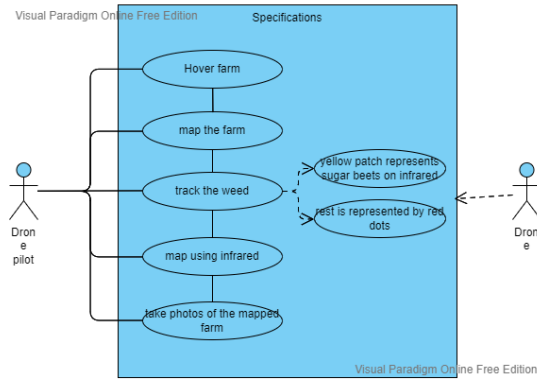 Visual Paradigm Online Free Edition
Specifications
Hover farm
map the farm
yellow patch represents
sugar beets on infrared
track the weed
rest is represented by red
dots
Dron
e
pilot
Dron
e
map using infrared
take photos of the mapped
farm
Visual Paradigm Online Free Edition